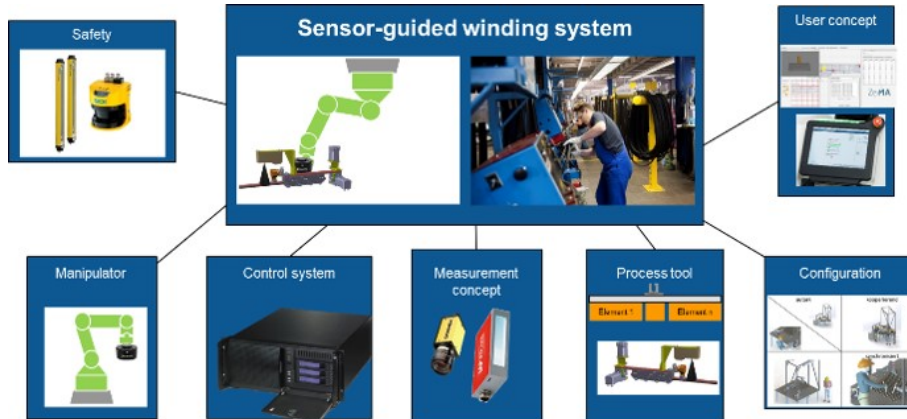 Sensor-guided winding system
Safety
User concept
ZeMA
Manipulator
Control system
Measurement
concept
Process tool
Element 1
Element n
Configuration